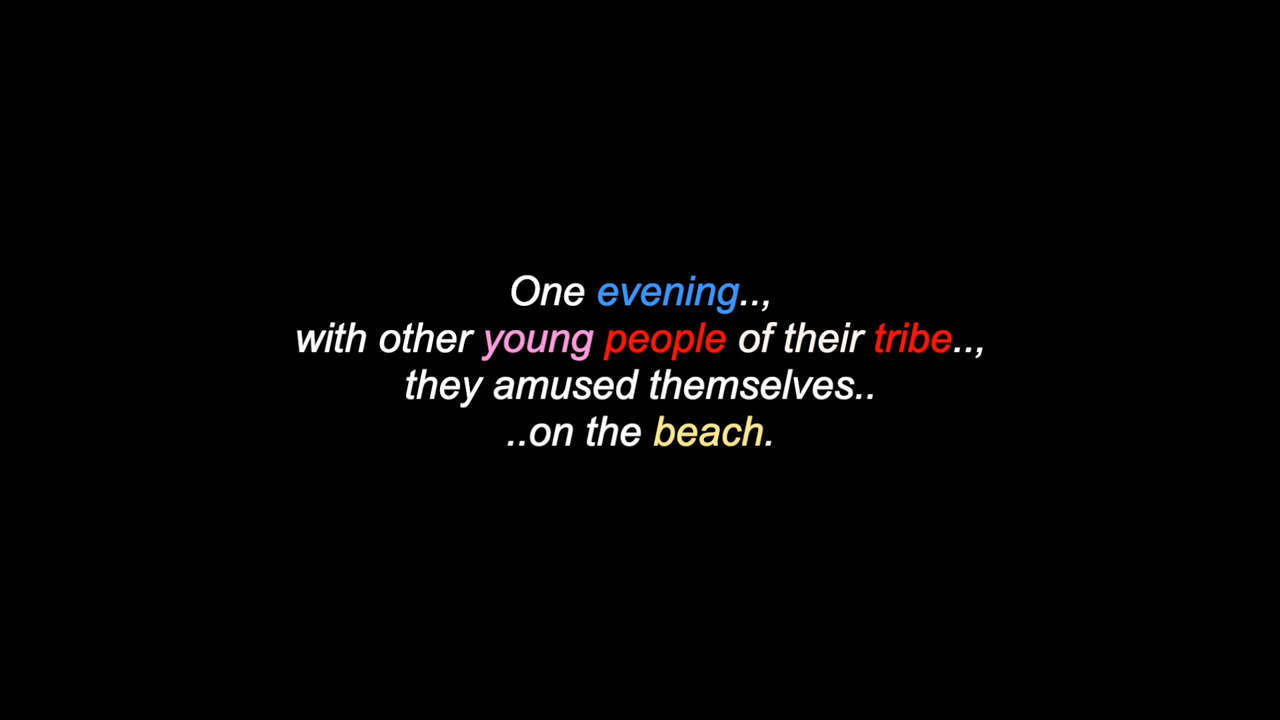 One evening..,
with other young people of their tribe..,
they amused themselves..
..on the beach.